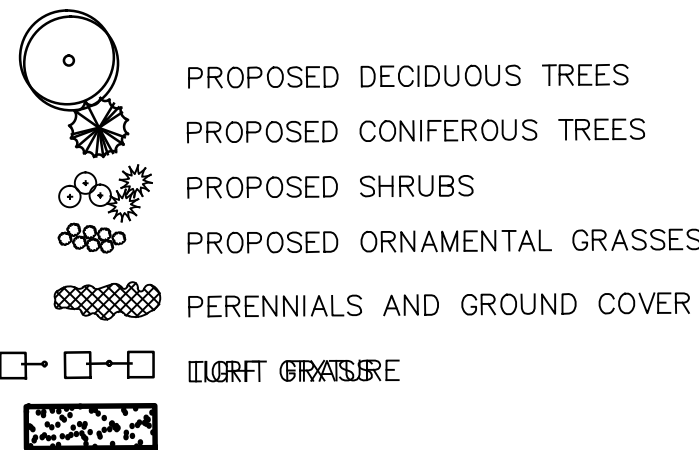 PROPOSED DECIDUOUS TREES
PROPOSED CONIFEROUS TREES
PROPOSED SHRUBS
PROPOSED ORNAMENTAL GRASSES
PERENNIALS AND GROUND COVER